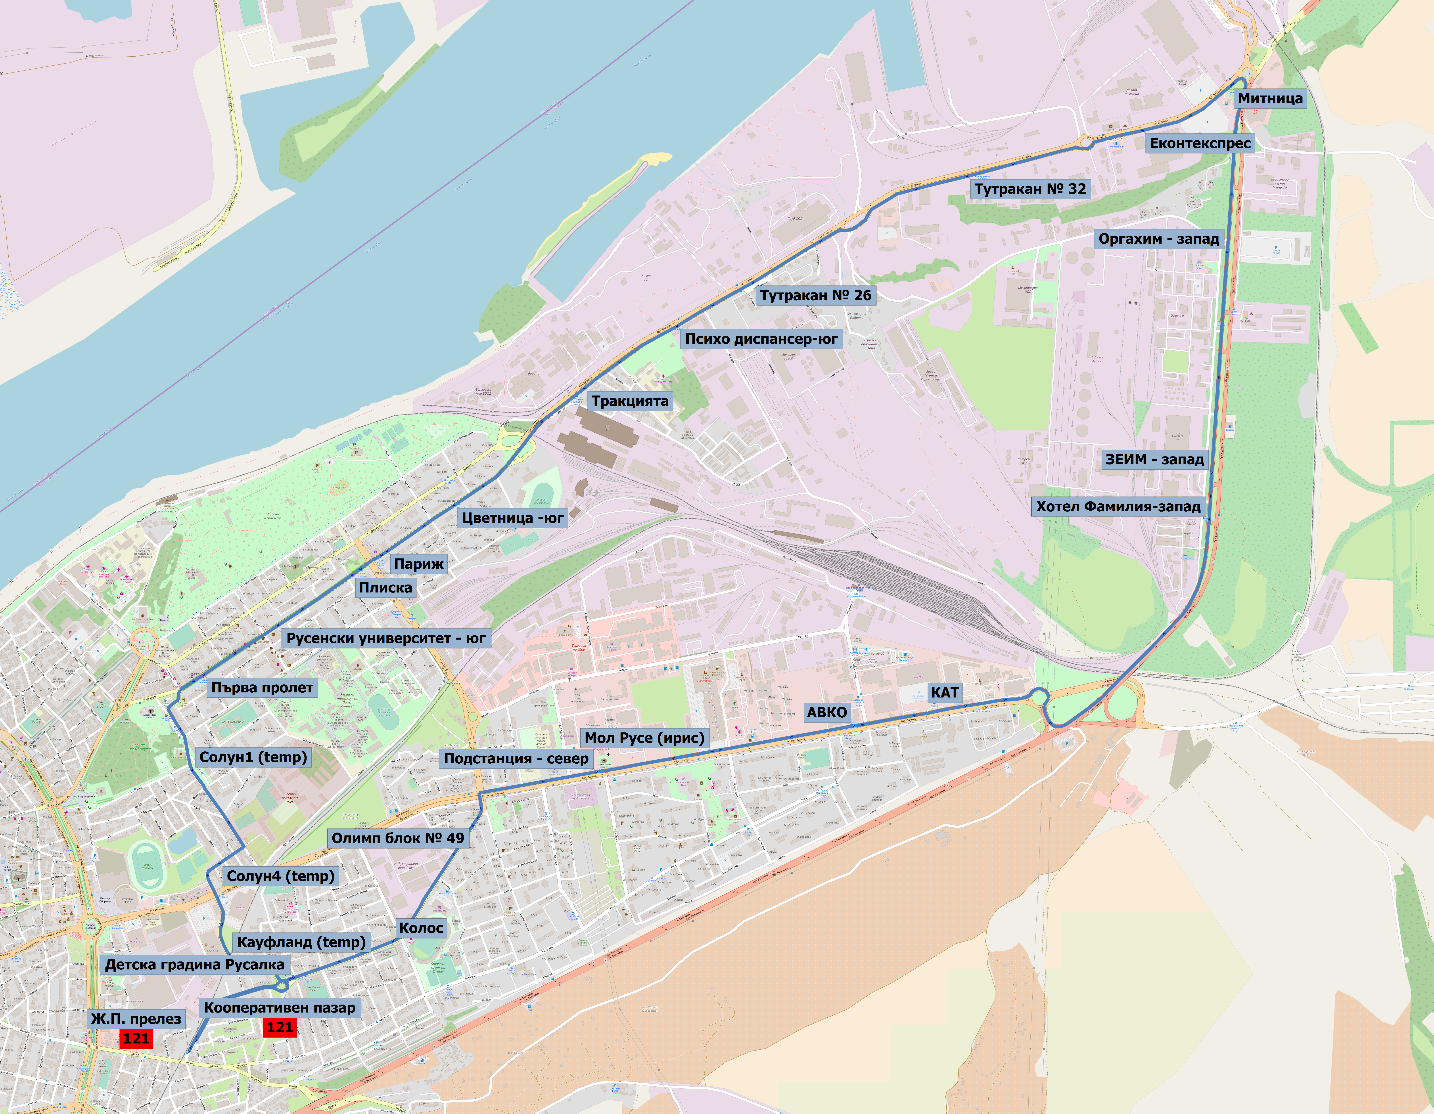 Митница
Еконтекспрес
Тутракан № 32
Оргахим - запад
Тутракан № 26
Психо диспансер-юг
Тракцията
ЗЕИМ - запад
Хотел Фамилия-запад
Цветница -юг
Париж
Плиска
Русенски университет - юг
Първа пролет
КАТ
АВКО
Мол Русе (ирис)
Солун1 (temp)
Подстанция - север
Олимп блок № 49
Солун4 (temp)
Колос
Кауфланд (temp)
Детска градина Русалка
Кооперативен пазар
Ж.П. прелез
121
121